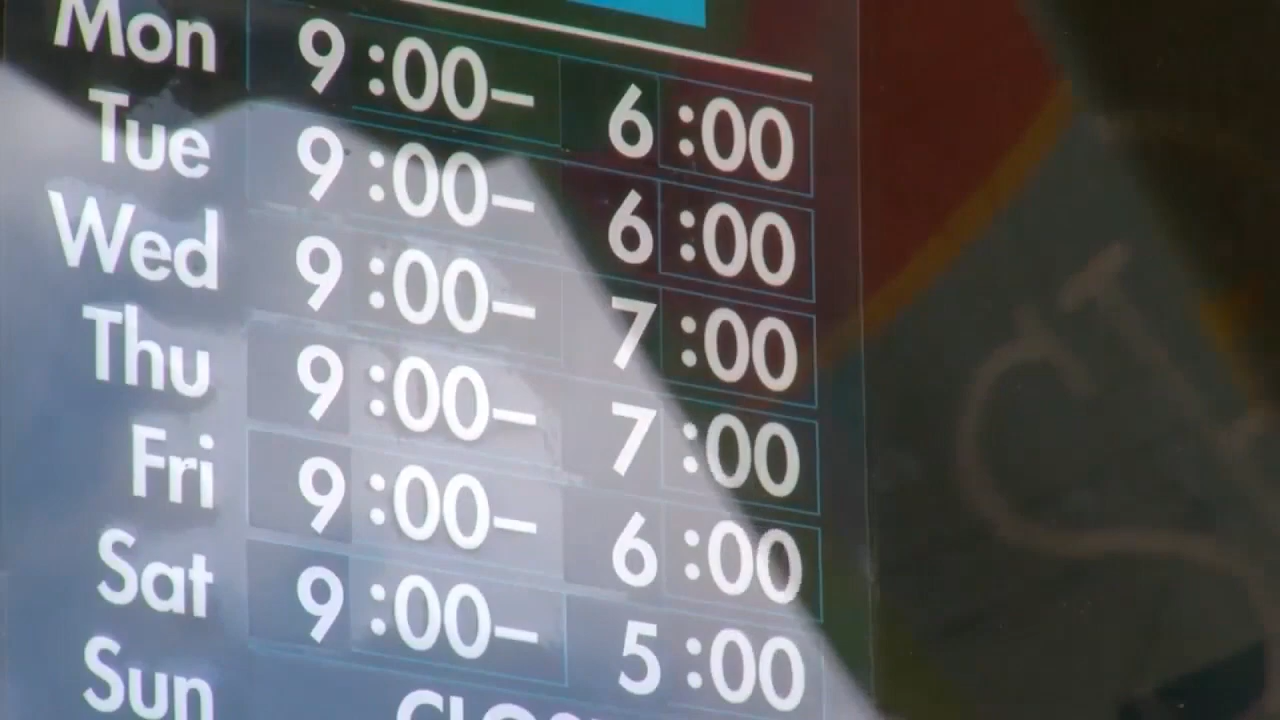 Mon 9:00– 6:00
Tue 9:00– 6:00
Wed 9:00– 7:00
Thu 9:00– 7:00
Fri 9:00– 6:00
Sat 9:00– 5:00
Sun